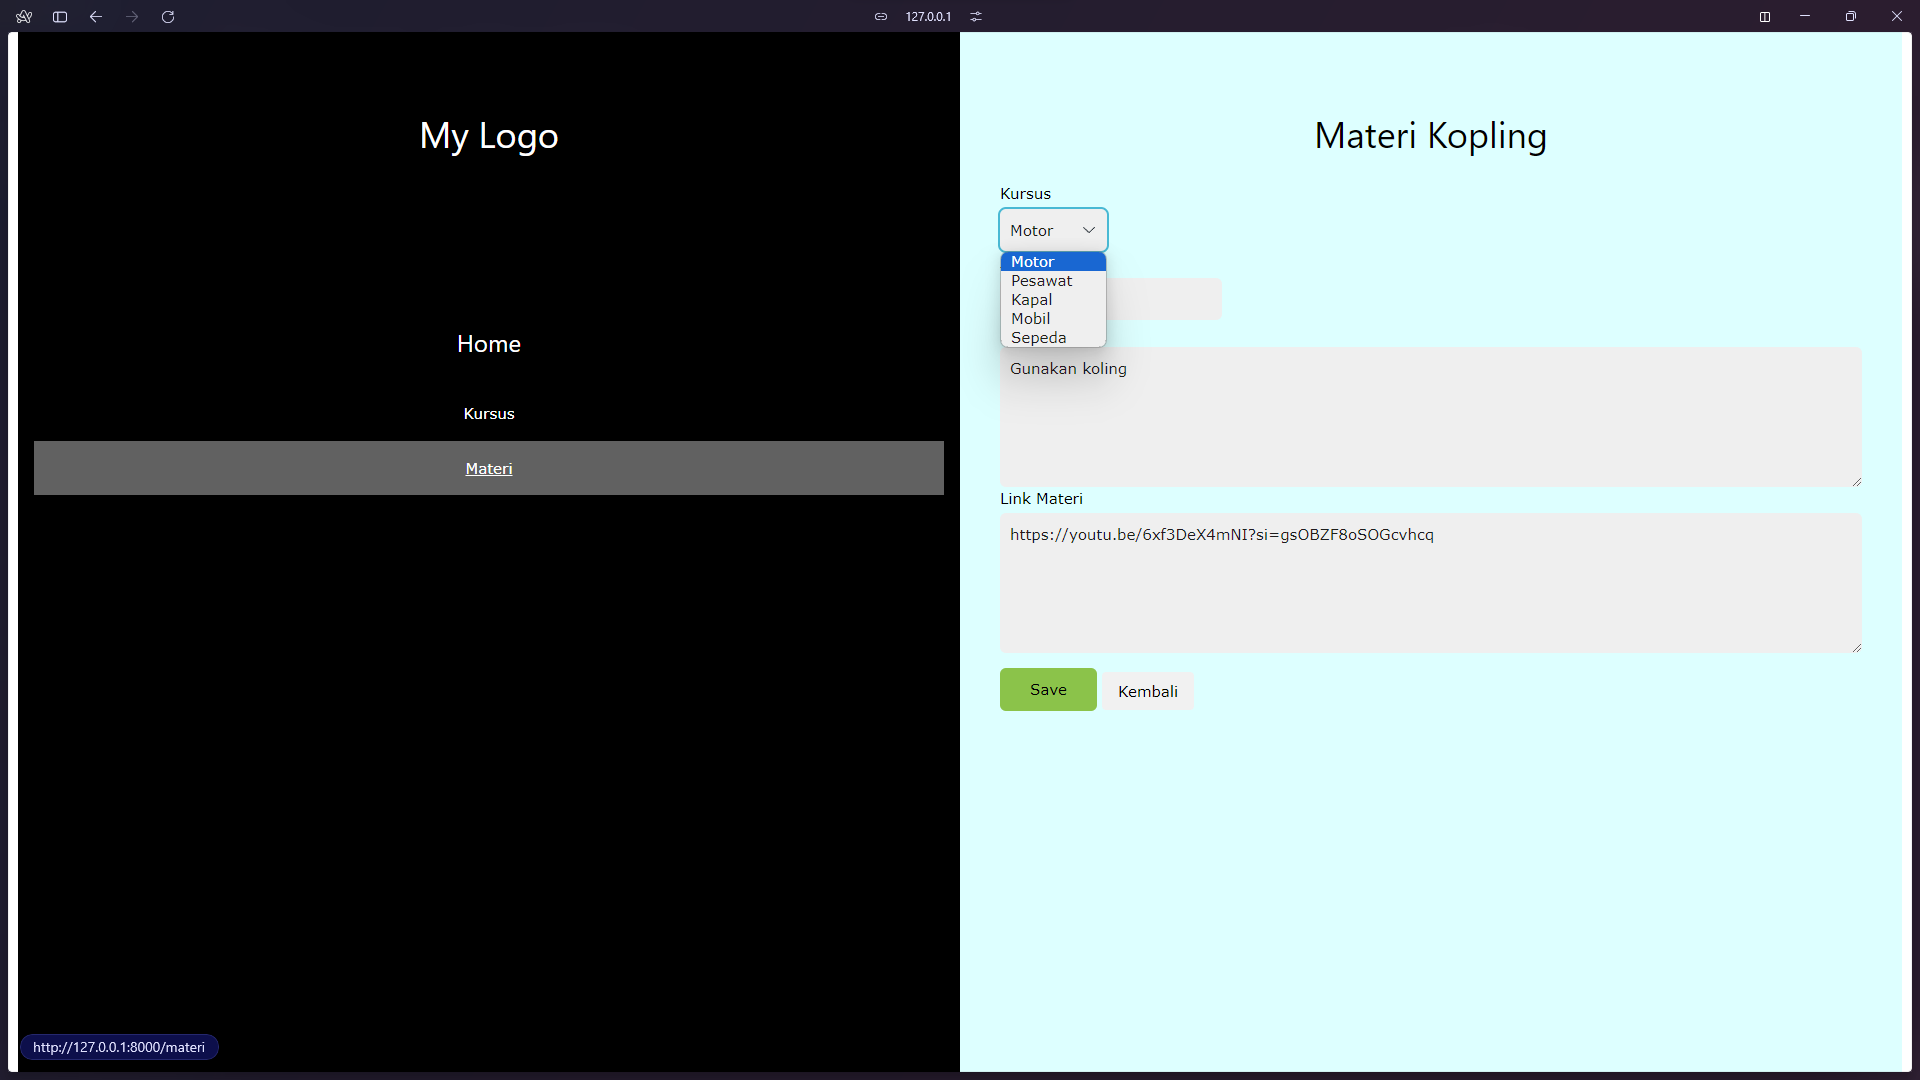 127.0.0.1
My Logo
Home
Kursus
Materi
http://127.0.0.1:8000/materi
Materi Kopling
Kursus
Motor
Motor
Pesawat
Kapal
Mobil
Sepeda
Gunakan koling
Link Materi
https://youtu.be/6xf3DeX4mNI?si=gsOBZF8oSOGcvhcq
Save
Kembali